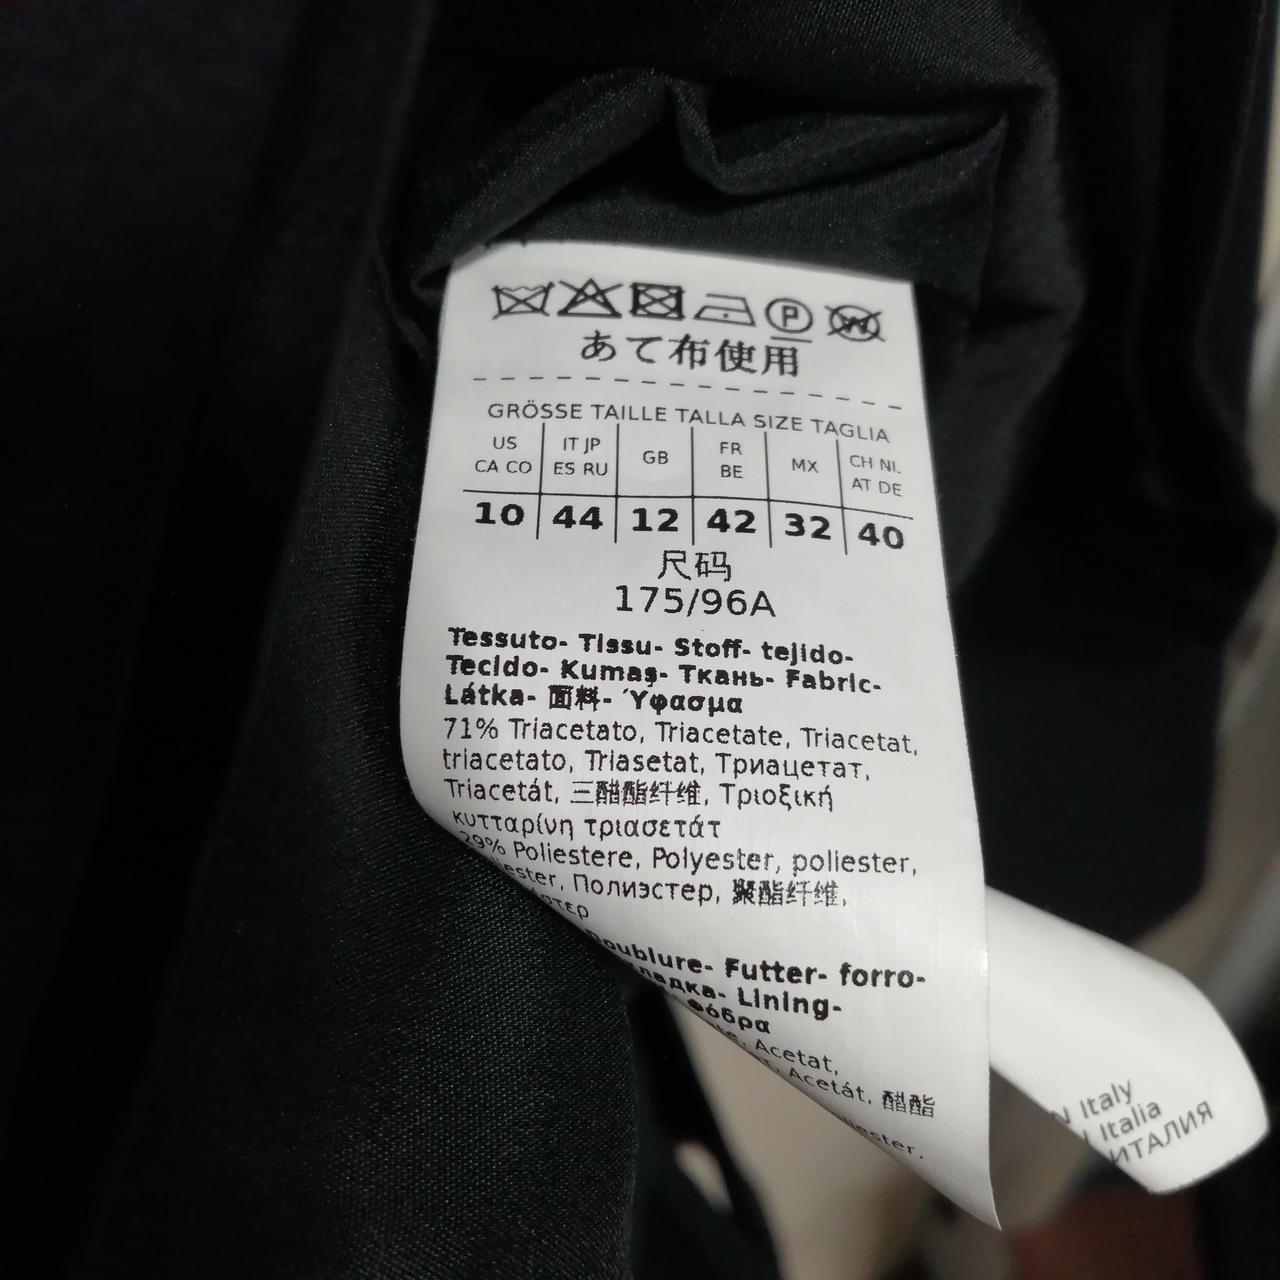 P W
あて布使用
GRÖSSE TAILLE TALLA SIZE TAGLIA
US CA CO | IT JP ES RU | GB | FR BE | MX | CH NL AT DE
10 | 44 | 12 | 42 | 32 | 40
尺码
175/96A
Tessuto- Tissu- Stoff- tejido-
Tecido- Kumaş- Ткань- Fabric-
Látka- 面料- Ύφασμα
71% Triacetato, Triacetate, Triacetat,
triacetato, Triasetat, Триацетат,
Triacetát, 三醋酯纤维, Τριοξική
κυτταρίνη τριασετάτ
29% Poliestere, Polyester, poliester,
Полиэстер, 聚酯纤维,
Doublure- Futter- forro-
Lining-
Φόδρα
Acetat,
Acetát, 醋酯
Italy
Italia
ИТАЛИЯ